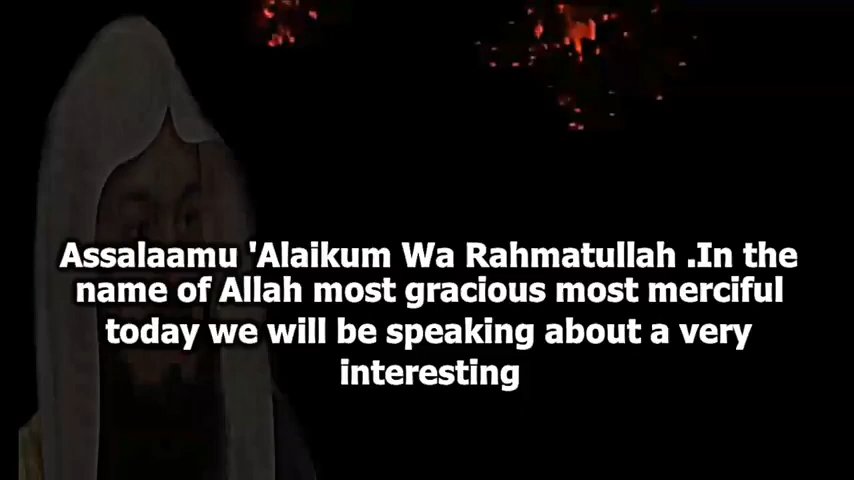 Assalaamu 'Alaikum Wa Rahmatullah .In the
name of Allah most gracious most merciful
today we will be speaking about a very
interesting